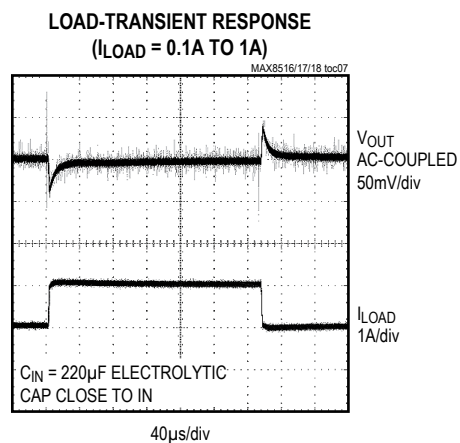 LOAD-TRANSIENT RESPONSE
(ILOAD = 0.1A TO 1A)
MAX8516/17/18 toc07
VOUT
AC-COUPLED
50mV/div
ILOAD
1A/div
CIN = 220µF ELECTROLYTIC
CAP CLOSE TO IN
40µs/div